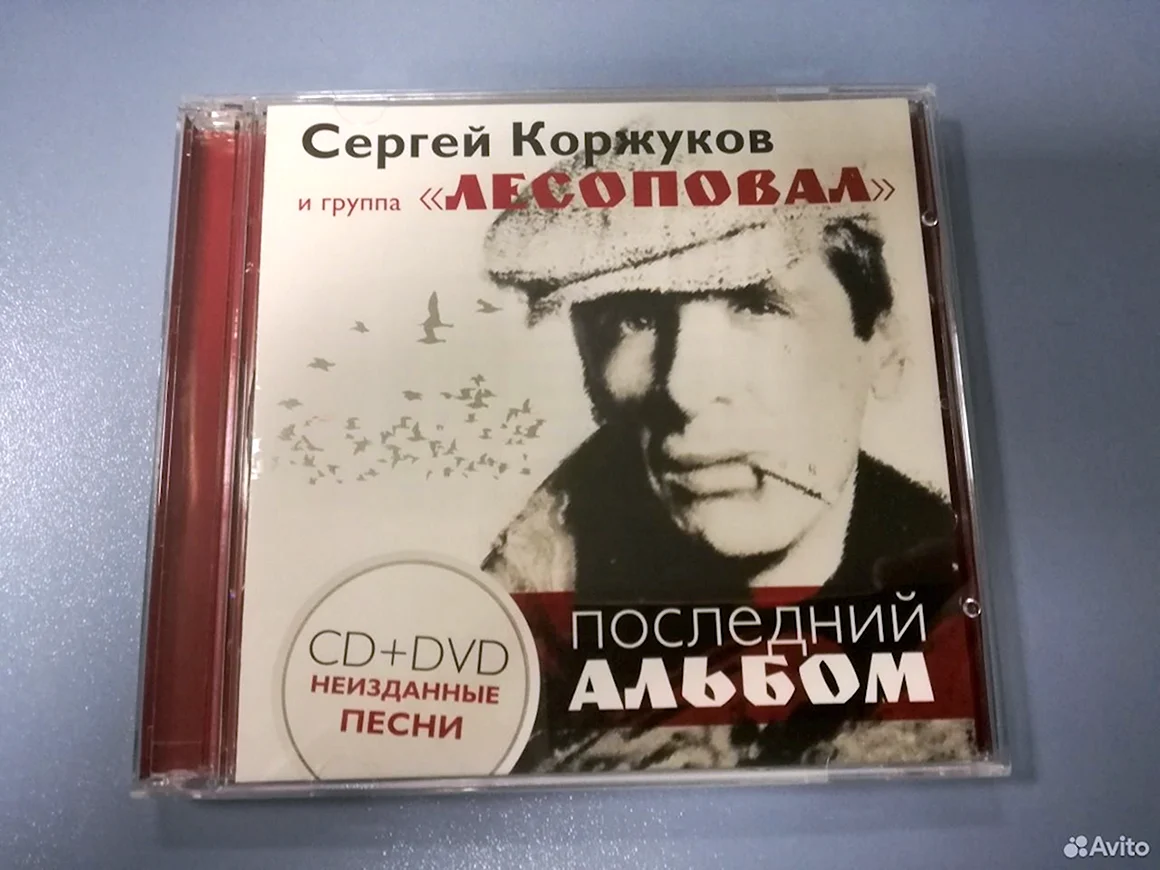 Сергей Коржуков
и группа «ЛЕСОПОВАЛ»
CD+DVD
НЕИЗДАННЫЕ
ПЕСНИ
ПОСЛЕДНИЙ
АЛЬБОМ
Avito